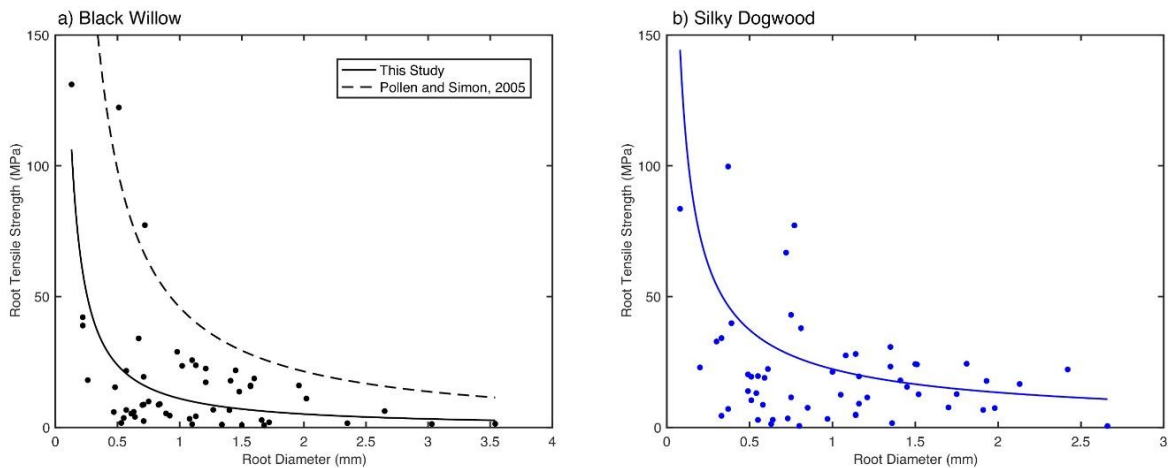 a) Black Willow
150
100
50
0
Root Tensile Strength (MPa)
This Study
Pollen and Simon, 2005
0 0.5 1 1.5 2 2.5 3 3.5 4
Root Diameter (mm)
b) Silky Dogwood
150
100
50
0
Root Tensile Strength (MPa)
0 0.5 1 1.5 2 2.5 3
Root Diameter (mm)